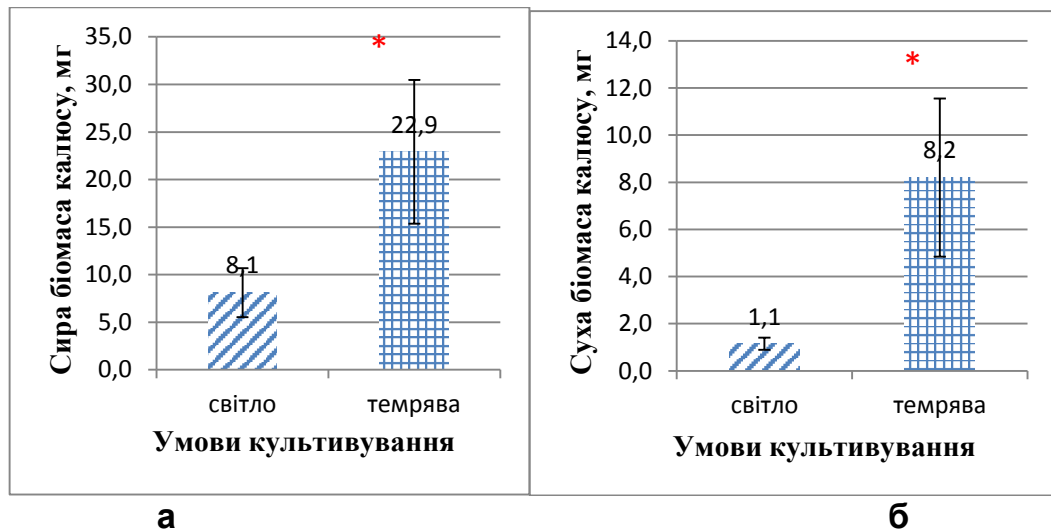 Сира біомаса калюсу, мг
35,0
30,0
25,0
20,0
15,0
10,0
5,0
0,0
*
22,9
8,1
світло темрява
Умови культивування
а
Суха біомаса калюсу, мг
14,0
12,0
10,0
8,0
6,0
4,0
2,0
0,0
*
8,2
1,1
світло темрява
Умови культивування
б